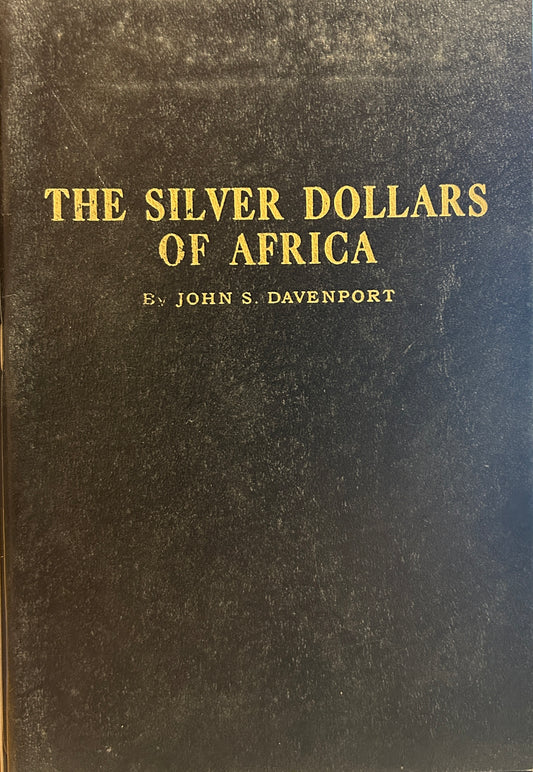 THE SILVER DOLLARS
OF AFRICA
By JOHN S. DAVENPORT